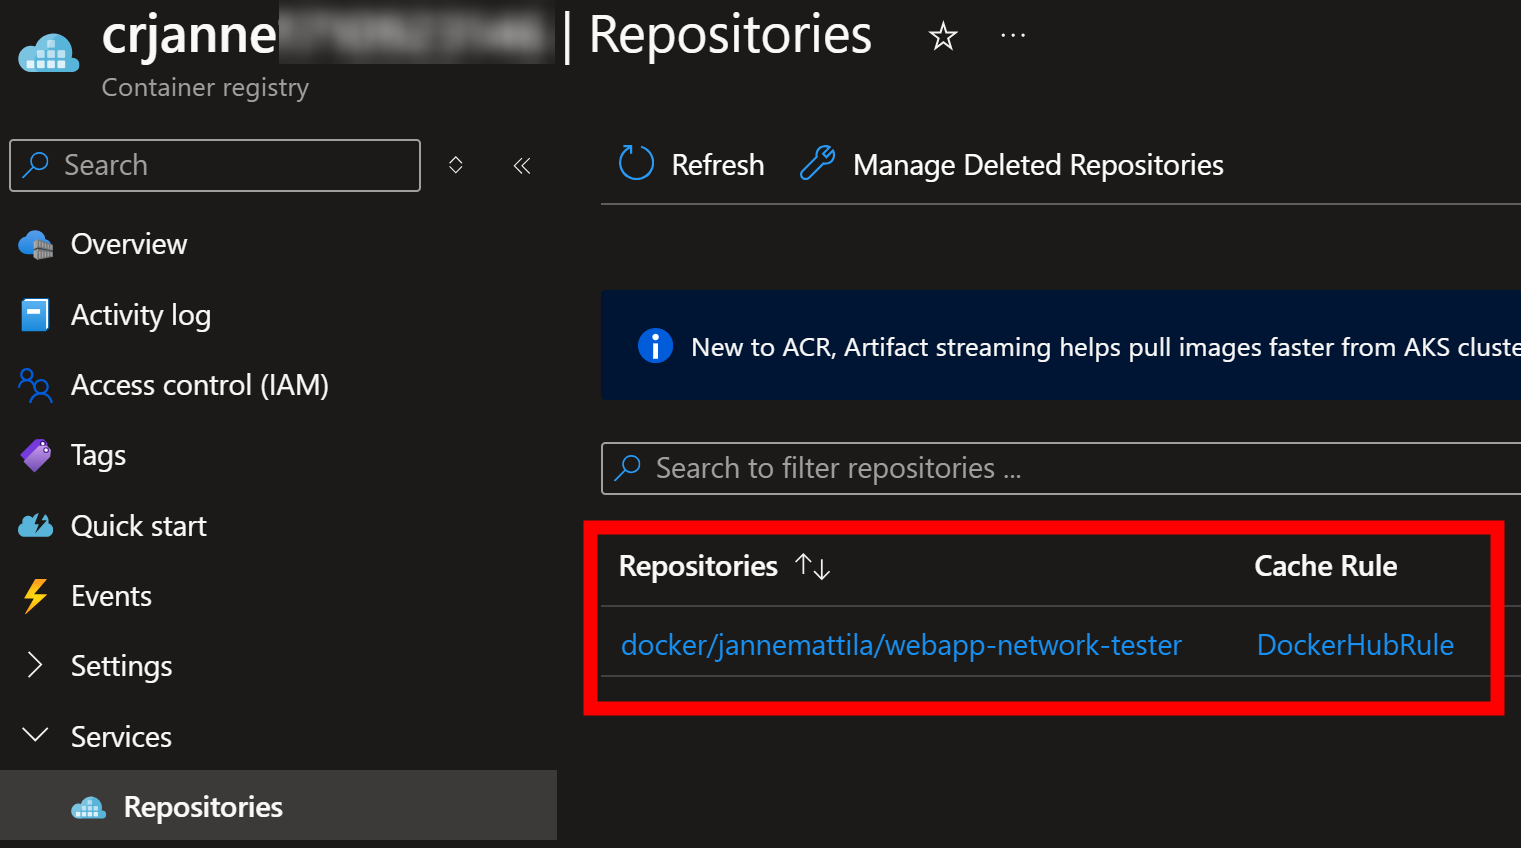 crjanne | Repositories
Container registry
Search
Refresh
Manage Deleted Repositories
Overview
Activity log
Access control (IAM)
Tags
Quick start
Events
Settings
Services
Repositories
New to ACR, Artifact streaming helps pull images faster from AKS
Search to filter repositories ...
Repositories Cache Rule
docker/jannemattila/webapp-network-tester DockerHubRule